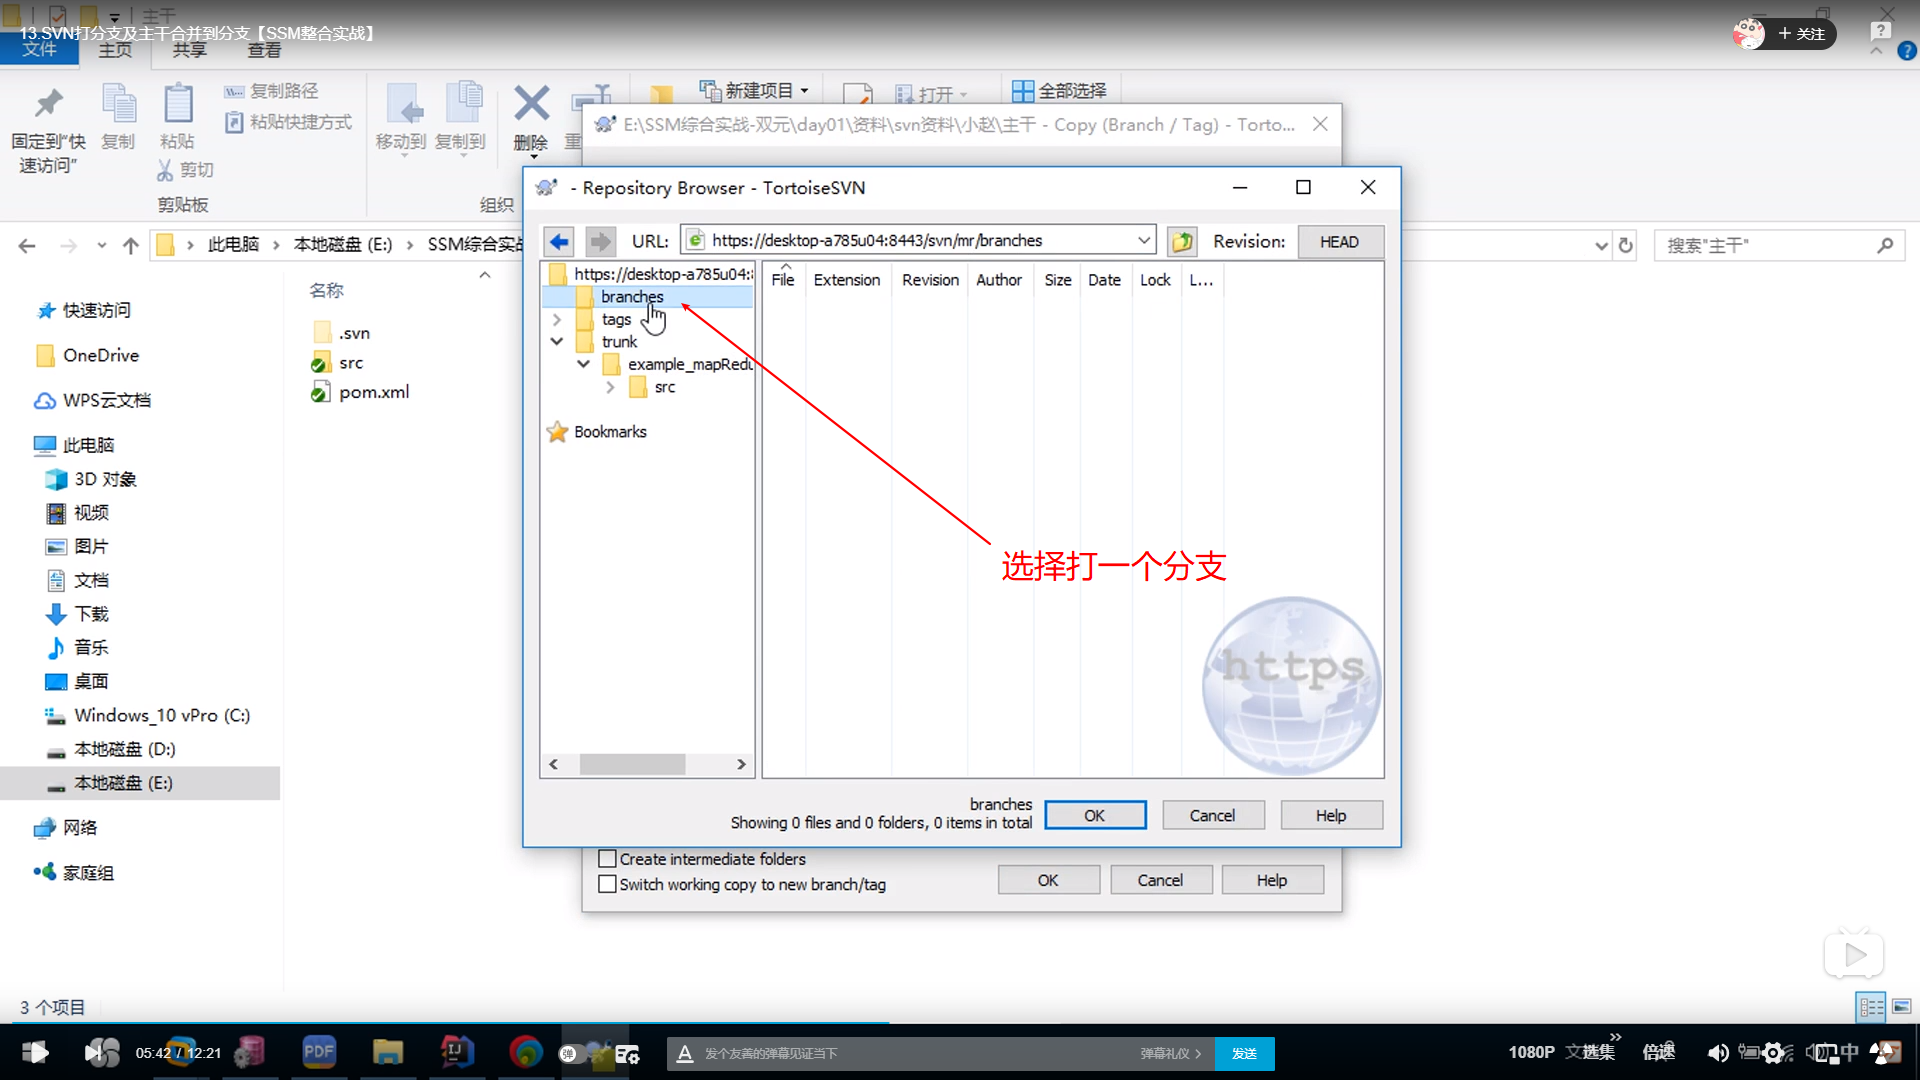 13.SVN打分支及主干合并到分支【SSM整合实战】
主干
+ 关注
文件
主页
共享
查看
固定到"快速访问"
复制
粘贴
复制路径
粘贴快捷方式
剪切
剪贴板
移动到
复制到
删除
重
组织
新建项目
打开
全部选择
E:\SSM综合实战-双元\day01\资料\svn资料\小赵\主干 - Copy (Branch / Tag) - Torto...
- Repository Browser - TortoiseSVN
此电脑
本地磁盘 (E:)
SSM综合实战
搜索"主干"
URL:
https://desktop-a785u04:8443/svn/mr/branches
Revision:
HEAD
https://desktop-a785u04:
branches
tags
trunk
example_mapRedu
src
Bookmarks
File
Extension
Revision
Author
Size
Date
Lock
L...
名称
.svn
src
pom.xml
快速访问
OneDrive
WPS云文档
此电脑
3D 对象
视频
图片
文档
下载
音乐
桌面
Windows_10 vPro (C:)
本地磁盘 (D:)
本地磁盘 (E:)
网络
家庭组
选择打一个分支
https
branches
Showing 0 files and 0 folders, 0 items in total
OK
Cancel
Help
Create intermediate folders
Switch working copy to new branch/tag
OK
Cancel
Help
3 个项目
05:42 / 12:21
PDF
IJ
弹
发个友善的弹幕见证当下
弹幕礼仪
发送
1080P
选集
倍速
中